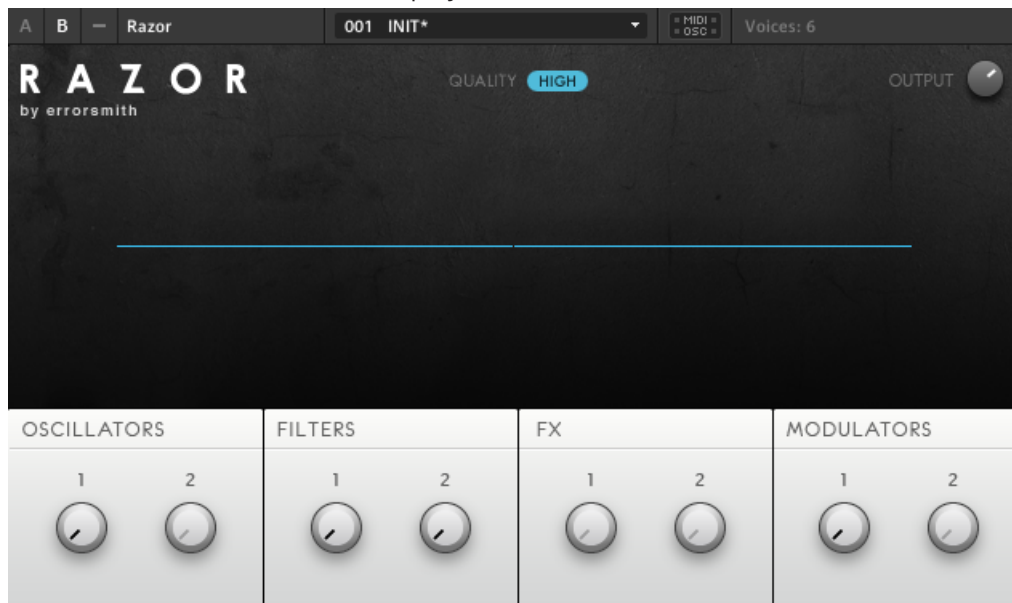 A B Razor 001 INIT* MIDI Voices: 6
OSC
RAZOR QUALITY HIGH OUTPUT
by errorsmith
OSCILLATORS FILTERS FX MODULATORS
1 2 1 2 1 2 1 2